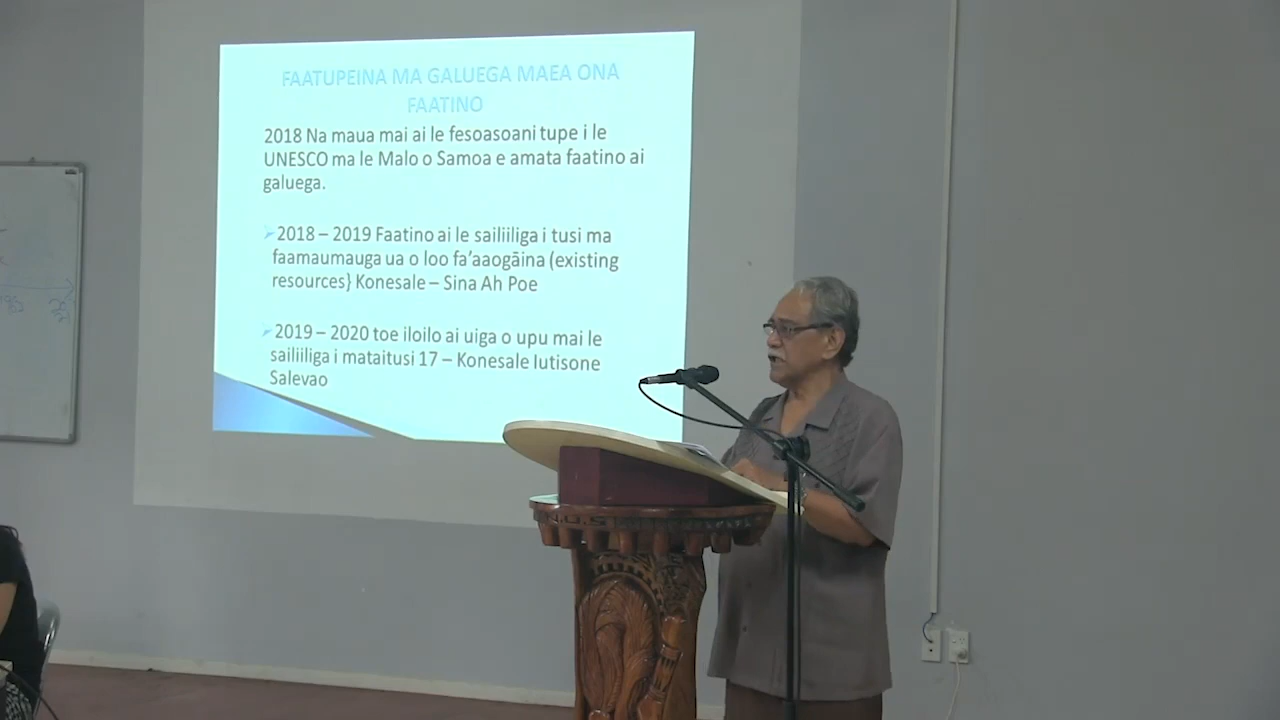 FAATUPEINA MA GALUEGA MAEA ONA
FAATINO
2018 Na maua mai ai le fesoasoani tupe i le
UNESCO ma le Malo o Samoa e amata faatino ai
galuega.
2018 – 2019 Faatino ai le sailiiliga i tusi ma
faamaumauga ua o loo fa'aaogāina (existing
resources} Konesale – Sina Ah Poe
2019 – 2020 toe iloilo ai uiga o upu mai le
sailiiliga i mataitusi 17 – Konesale Iutisone
Salevao
N.O.S